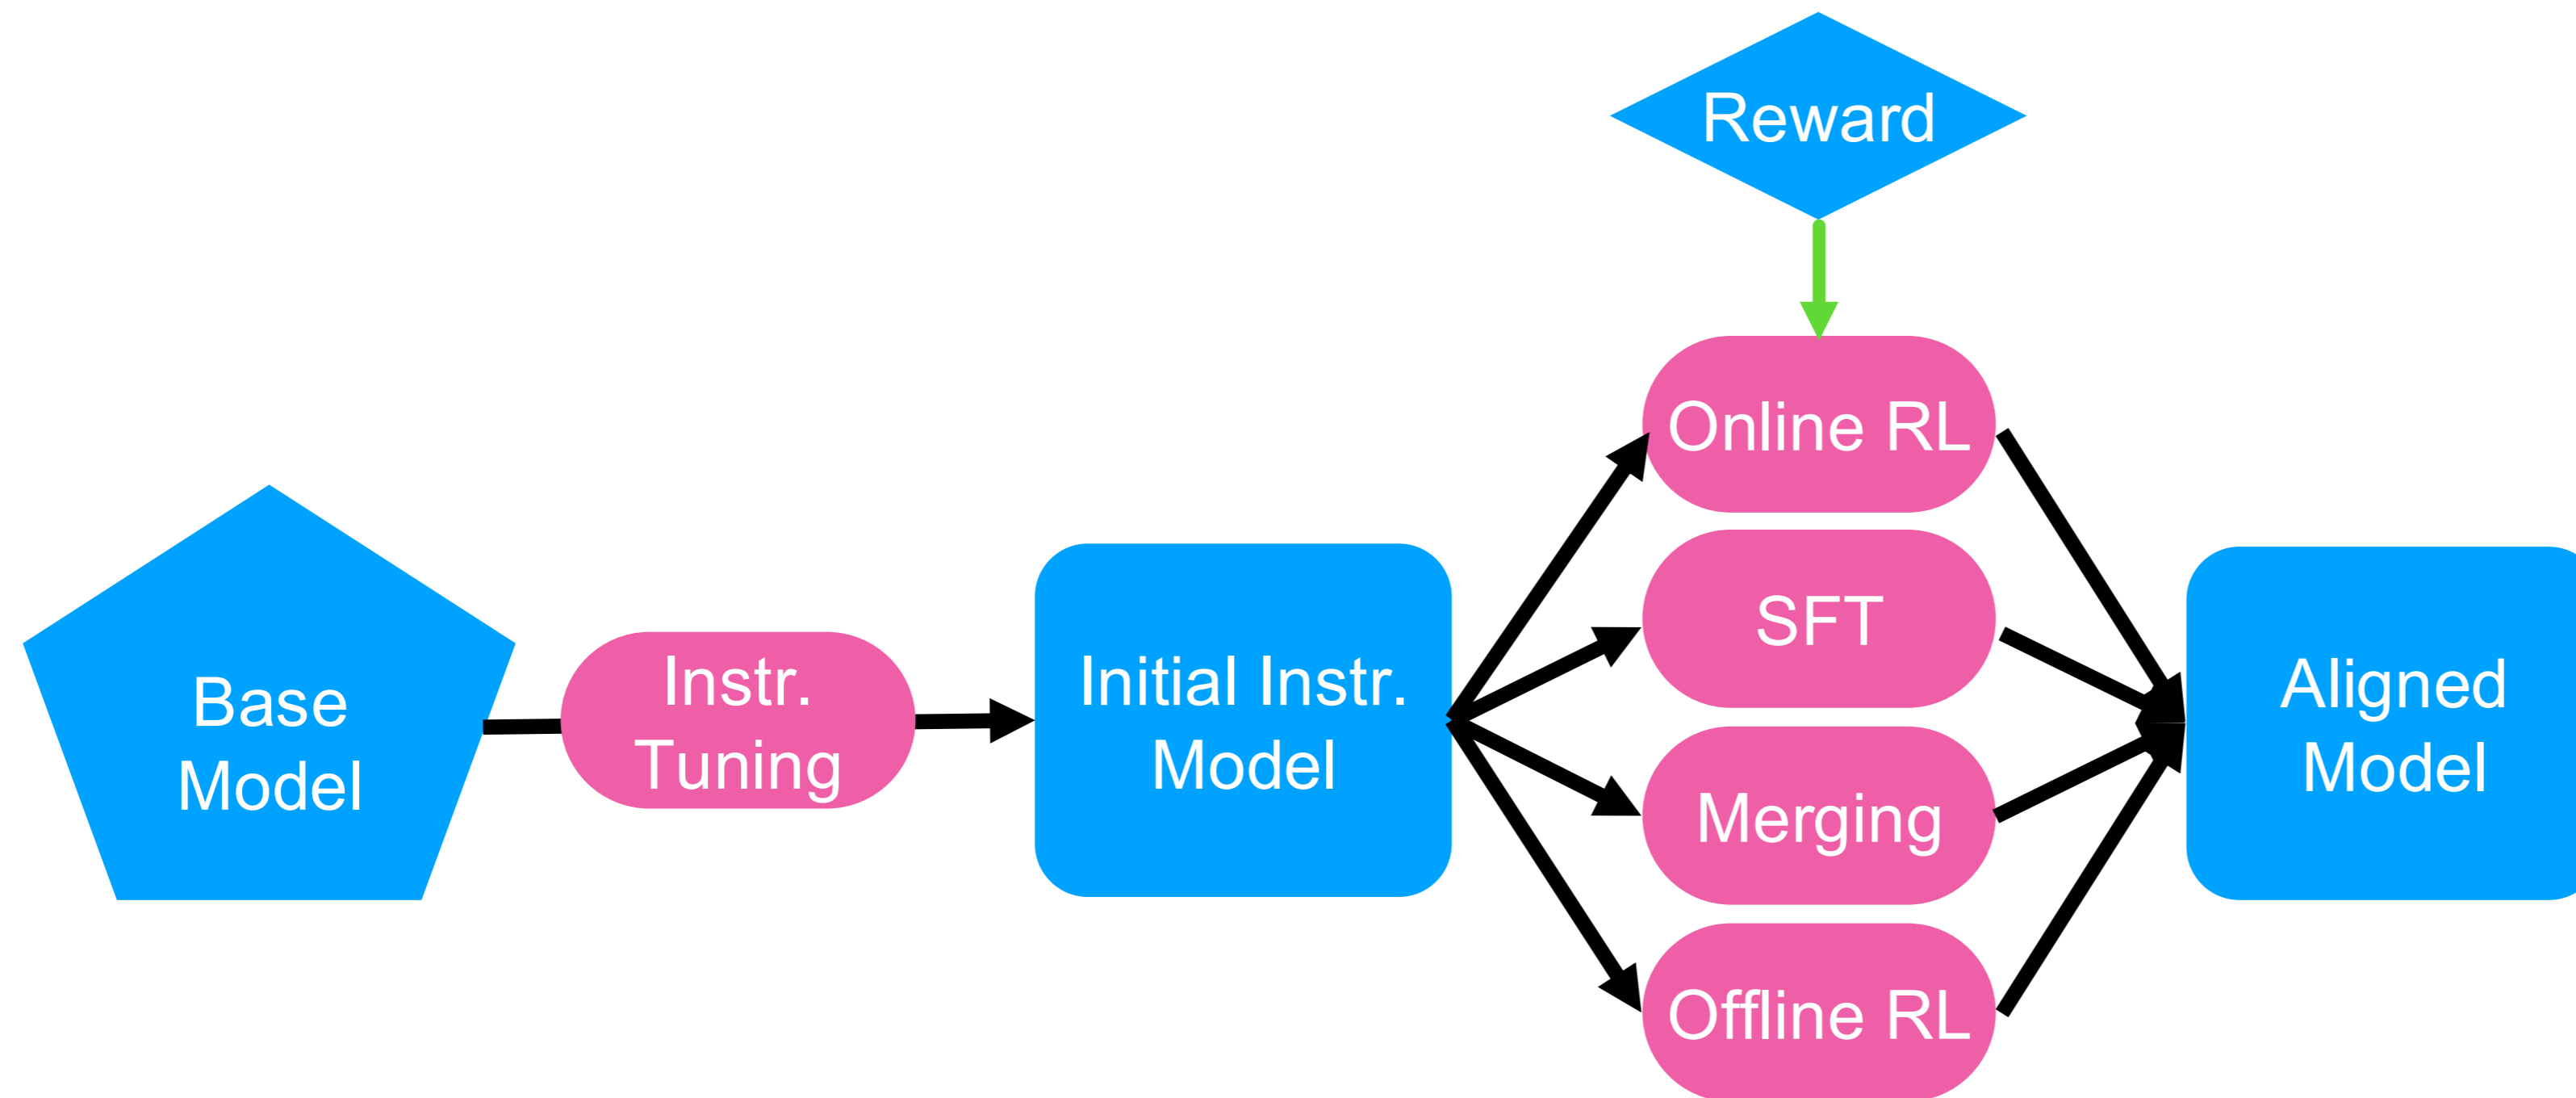 Reward
Online RL
SFT
Base
Model
Instr.
Tuning
Initial Instr.
Model
Merging
Offline RL
Aligned
Model